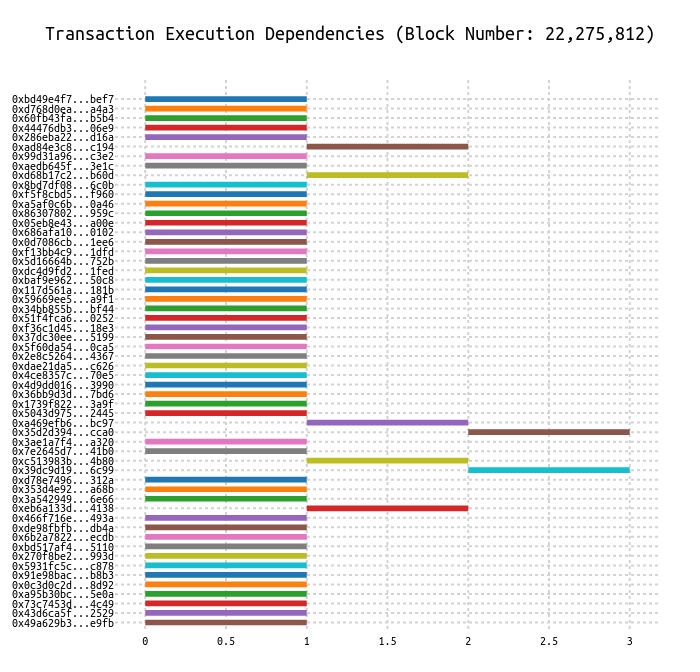 Transaction Execution Dependencies (Block Number: 22,275,812)
0xbd49e4f7...bef7
0xd768d0ea...a4a3
0x60fb43fa...b5b4
0x44476db3...06e9
0x286eba22...d16a
0xad84e3c8...c194
0x99d31a96...c3e2
0xaedb645f...3e1c
0xd68b17c2...b60d
0x8bd7df08...6c0b
0xf5f8cbd5...f960
0xa5af0c6b...0a46
0x86307802...959c
0x05eb8e43...a00e
0x686afa10...0102
0x0d7086cb...1ee6
0xf13bb4c9...1dfd
0x5d16664b...752b
0xdc4d9fd2...1fed
0xbaf9e962...50c8
0x117d561a...181b
0x59669ee5...a9f1
0x34bb855b...bf44
0x51f4fca6...0252
0xf36c1d45...18e3
0x37dc30ee...5199
0x5f60da54...0ca5
0x2e8c5264...4367
0xdae21da5...c626
0x4ce8357c...70e5
0x4d9dd016...3990
0x36bb9d3d...7bd6
0x1739f822...3a9f
0x5043d975...2445
0xa469efb6...bc97
0x35d2d394...cca0
0x3ae1a7f4...a320
0x7e2645d7...41b0
0xc513983b...4b80
0x39dc9d19...6c99
0xd78e7496...312a
0x353d4e92...a68b
0x3a542949...6e66
0xeb6a133d...4138
0x466f716e...493a
0xde98fbfb...db4a
0x6b2a7822...ecdb
0xbd517af4...5110
0x270f8be2...993d
0x5931fc5c...c878
0x91e98bac...b8b3
0x0c3d0c2d...8d92
0xa95b30bc...5e0a
0x73c7453d...4c49
0x43d6ca5f...2529
0x49a629b3...e9fb
0 0.5 1 1.5 2 2.5 3